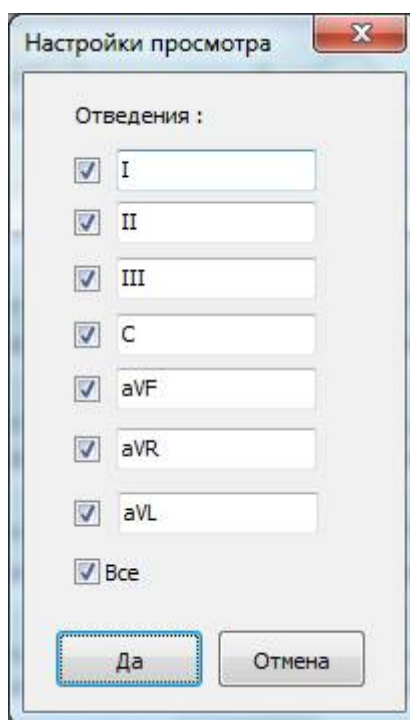 Настройки просмотра
Отведения :
I
II
III
C
aVF
aVR
aVL
Все
Да
Отмена